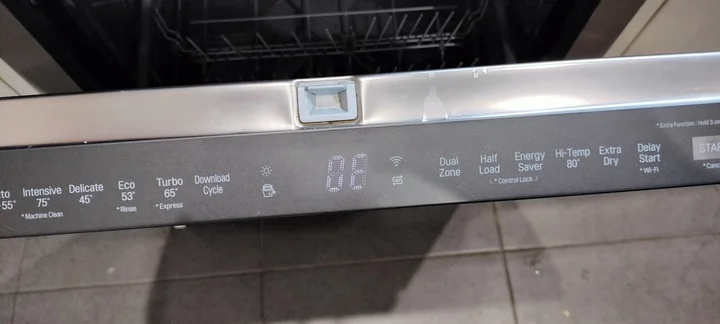 * Extra Function : Hold 3 sec
Intensive
75°
* Machine Clean
Delicate
45°
Eco
53°
* Rinse
Turbo
65°
* Express
Download
Cycle
Dual
Zone
Half
Load
Energy
Saver
* Control Lock
Hi-Temp
80°
Extra
Dry
Delay
Start
* Wi-Fi